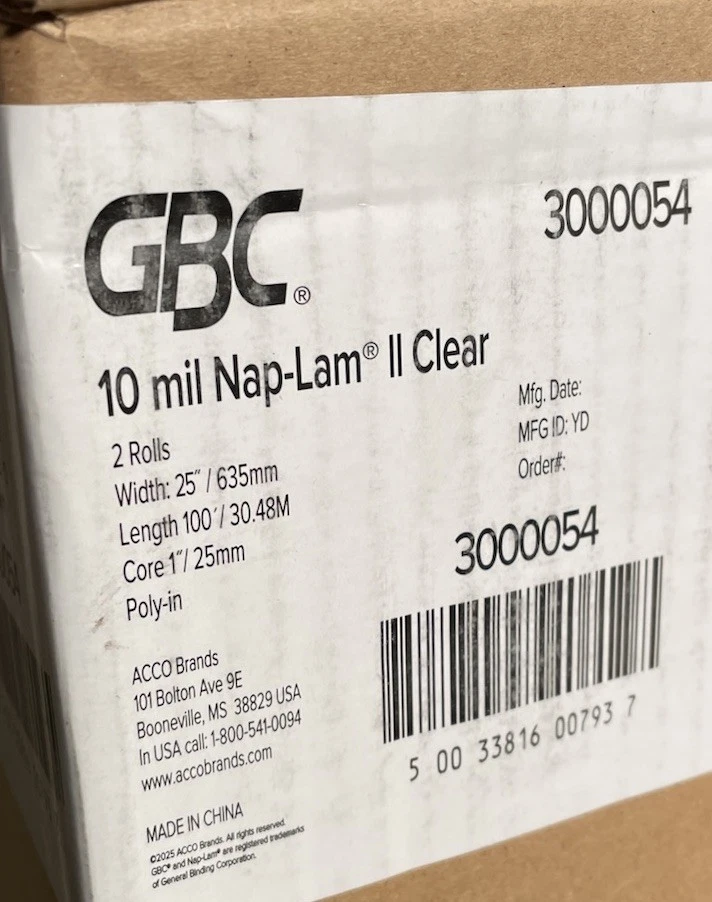 GBC®
3000054
10 mil Nap-Lam® II Clear
2 Rolls
Width: 25" / 635mm
Length 100'/ 30.48M
Core 1"/ 25mm
Poly-in
Mfg. Date:
MFG ID: YD
Order#:
3000054
5 00 33816 00793 7
ACCO Brands
101 Bolton Ave 9E
Booneville, MS 38829 USA
In USA call: 1-800-541-0094
www.accobrands.com
MADE IN CHINA
©2025 ACCO Brands. All rights reserved.
GBC® and Nap-Lam® are registered trademarks
of General Binding Corporation.